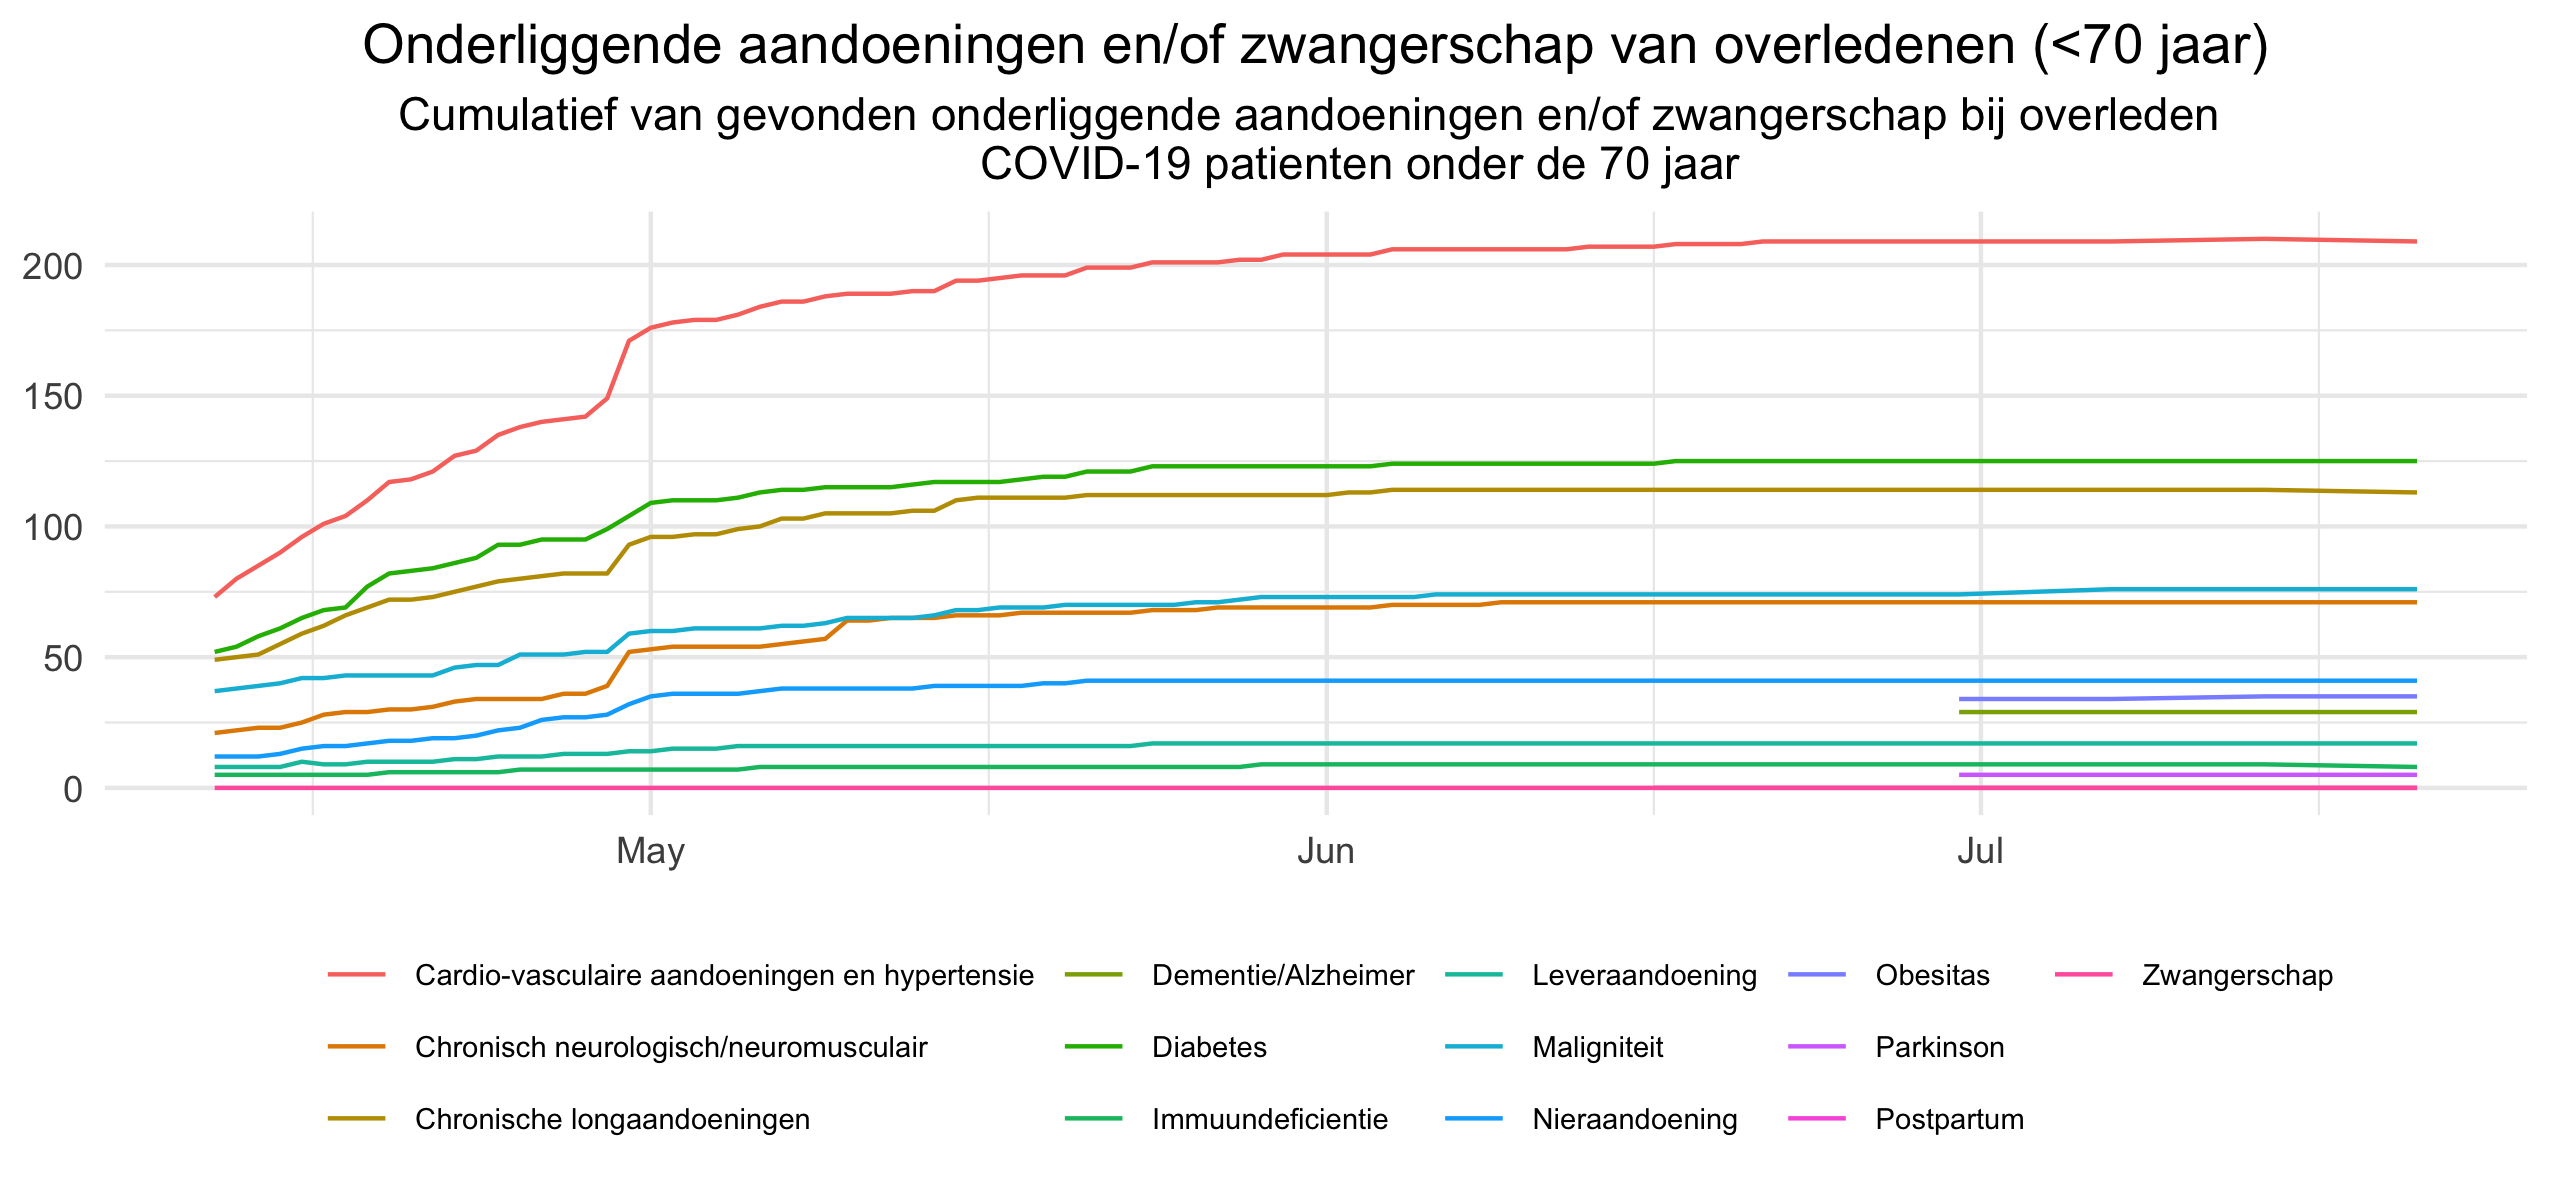 Onderliggende aandoeningen en/of zwangerschap van overledenen (<70 jaar)
Cumulatief van gevonden onderliggende aandoeningen en/of zwangerschap bij overleden
COVID-19 patienten onder de 70 jaar
200
150
100
50
0
May Jun Jul
Cardio-vasculaire aandoeningen en hypertensie Dementie/Alzheimer Leveraandoening Obesitas Zwangerschap
Chronisch neurologisch/neuromusculair Diabetes Maligniteit Parkinson
Chronische longaandoeningen Immuundeficientie Nieraandoening Postpartum